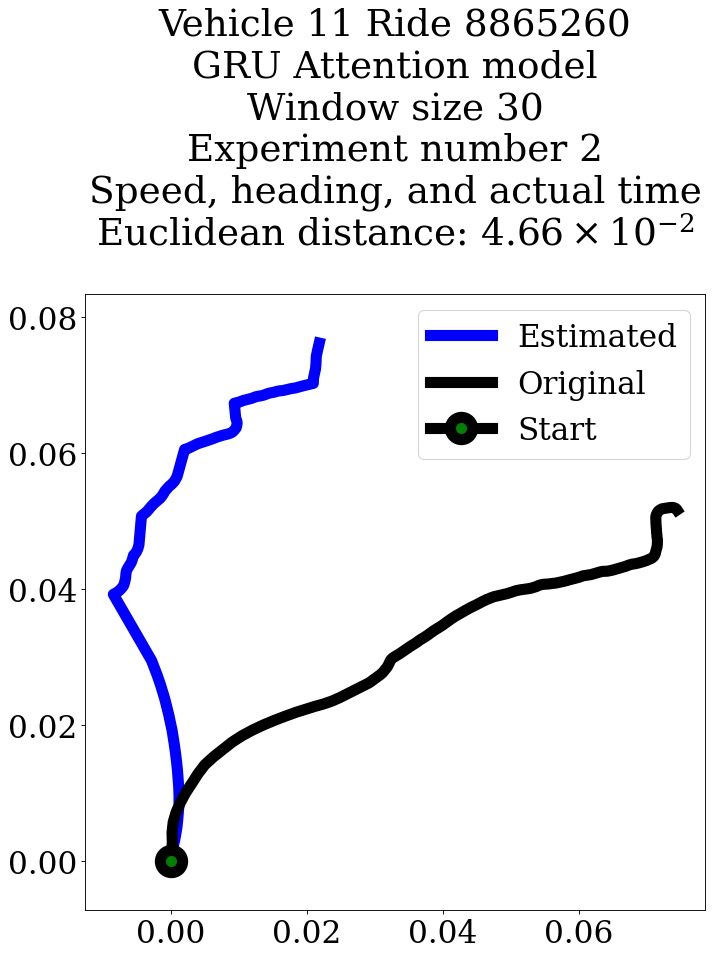 Vehicle 11 Ride 8865260
GRU Attention model
Window size 30
Experiment number 2
Speed, heading, and actual time
Euclidean distance: 4.66 × 10⁻²
0.08
0.06
0.04
0.02
0.00
Estimated
Original
Start
0.00 0.02 0.04 0.06